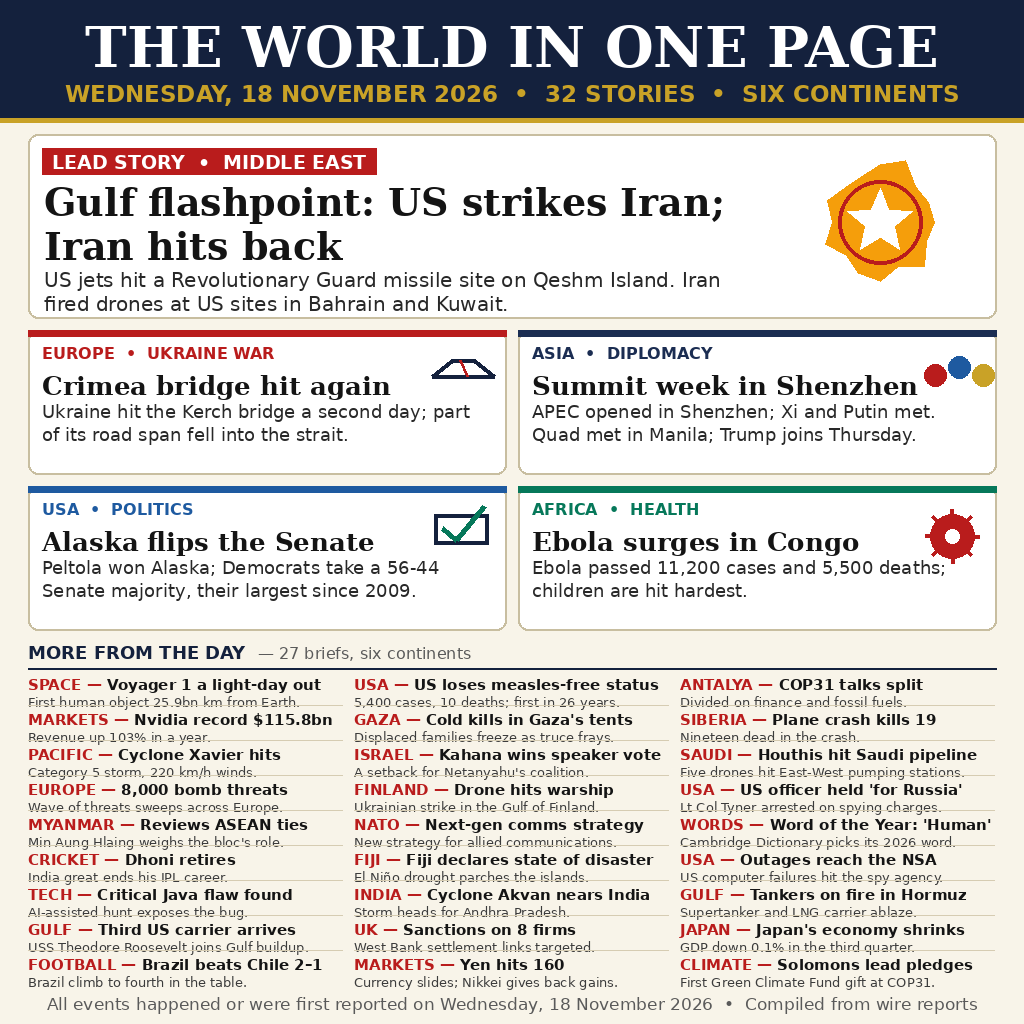 THE WORLD IN ONE PAGE
WEDNESDAY, 18 NOVEMBER 2026 • 32 STORIES • SIX CONTINENTS
LEAD STORY • MIDDLE EAST
Gulf flashpoint: US strikes Iran;
Iran hits back
US jets hit a Revolutionary Guard missile site on Qeshm Island. Iran
fired drones at US sites in Bahrain and Kuwait.
EUROPE • UKRAINE WAR
Crimea bridge hit again
Ukraine hit the Kerch bridge a second day; part
of its road span fell into the strait.
ASIA • DIPLOMACY
Summit week in Shenzhen
APEC opened in Shenzhen; Xi and Putin met.
Quad met in Manila; Trump joins Thursday.
USA • POLITICS
Alaska flips the Senate
Peltola won Alaska; Democrats take a 56-44
Senate majority, their largest since 2009.
AFRICA • HEALTH
Ebola surges in Congo
Ebola passed 11,200 cases and 5,500 deaths;
children are hit hardest.
MORE FROM THE DAY — 27 briefs, six continents
SPACE — Voyager 1 a light-day out
First human object 25.9bn km from Earth.
MARKETS — Nvidia record $115.8bn
Revenue up 103% in a year.
PACIFIC — Cyclone Xavier hits
Category 5 storm, 220 km/h winds.
EUROPE — 8,000 bomb threats
Wave of threats sweeps across Europe.
MYANMAR — Reviews ASEAN ties
Min Aung Hlaing weighs the bloc's role.
CRICKET — Dhoni retires
India great ends his IPL career.
TECH — Critical Java flaw found
AI-assisted hunt exposes the bug.
GULF — Third US carrier arrives
USS Theodore Roosevelt joins Gulf buildup.
FOOTBALL — Brazil beats Chile 2–1
Brazil climb to fourth in the table.
USA — US loses measles-free status
5,400 cases, 10 deaths; first in 26 years.
GAZA — Cold kills in Gaza's tents
Displaced families freeze as truce frays.
ISRAEL — Kahana wins speaker vote
A setback for Netanyahu's coalition.
FINLAND — Drone hits warship
Ukrainian strike in the Gulf of Finland.
NATO — Next-gen comms strategy
New strategy for allied communications.
FIJI — Fiji declares state of disaster
El Niño drought parches the islands.
INDIA — Cyclone Akvan nears India
Storm heads for Andhra Pradesh.
UK — Sanctions on 8 firms
West Bank settlement links targeted.
MARKETS — Yen hits 160
Currency slides; Nikkei gives back gains.
ANTALYA — COP31 talks split
Divided on finance and fossil fuels.
SIBERIA — Plane crash kills 19
Nineteen dead in the crash.
SAUDI — Houthis hit Saudi pipeline
Five drones hit East-West pumping stations.
USA — US officer held 'for Russia'
Lt Col Tyner arrested on spying charges.
WORDS — Word of the Year: 'Human'
Cambridge Dictionary picks its 2026 word.
USA — Outages reach the NSA
US computer failures hit the spy agency.
GULF — Tankers on fire in Hormuz
Supertanker and LNG carrier ablaze.
JAPAN — Japan's economy shrinks
GDP down 0.1% in the third quarter.
CLIMATE — Solomons lead pledges
First Green Climate Fund gift at COP31.
All events happened or were first reported on Wednesday, 18 November 2026 • Compiled from wire reports